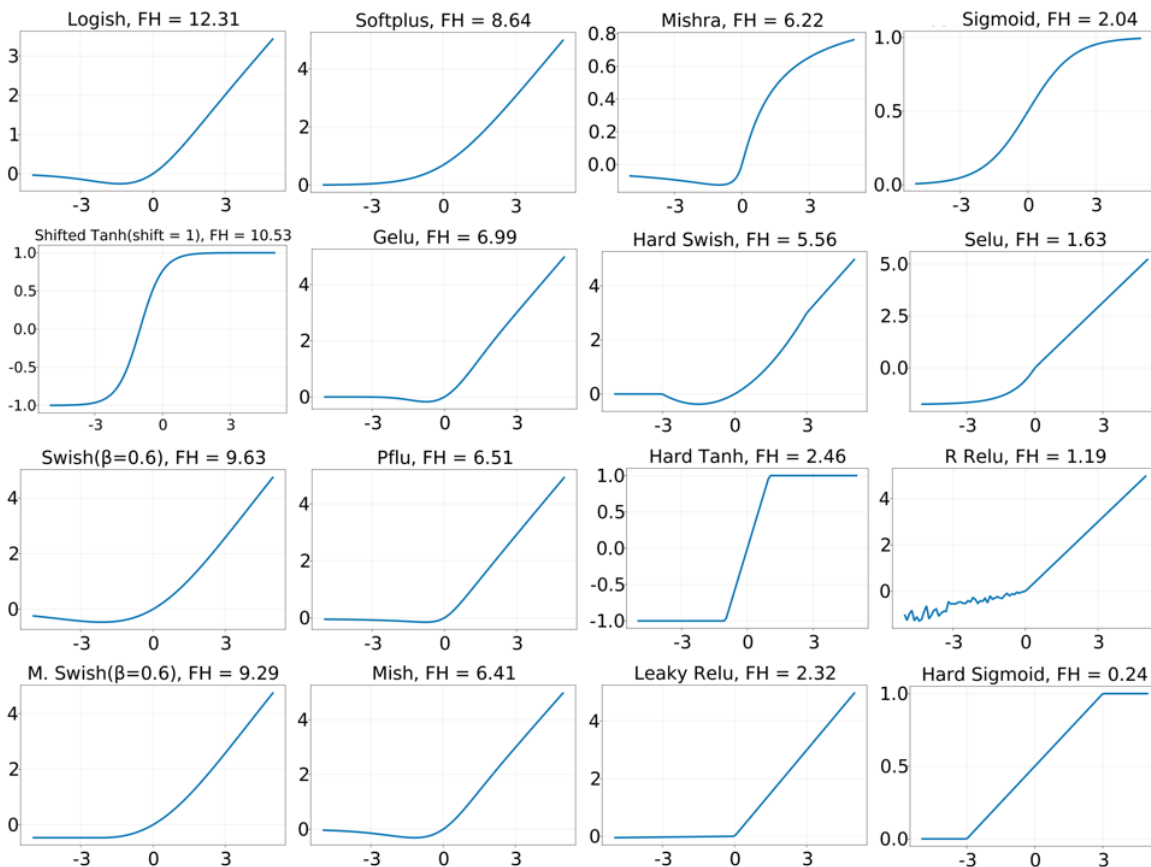 Logish, FH = 12.31
3
2
1
0
-3 0 3
Softplus, FH = 8.64
4
2
0
-3 0 3
Mishra, FH = 6.22
0.8
0.6
0.4
0.2
0.0
-3 0 3
Sigmoid, FH = 2.04
1.0
0.5
0.0
-3 0 3
Shifted Tanh(shift = 1), FH = 10.53
1.0
0.5
0.0
-0.5
-1.0
-3 0 3
Gelu, FH = 6.99
4
2
0
-3 0 3
Hard Swish, FH = 5.56
4
2
0
-3 0 3
Selu, FH = 1.63
5.0
2.5
0.0
-3 0 3
Swish(β=0.6), FH = 9.63
4
2
0
-3 0 3
Pflu, FH = 6.51
4
2
0
-3 0 3
Hard Tanh, FH = 2.46
1.0
0.5
0.0
-0.5
-1.0
-3 0 3
R Relu, FH = 1.19
4
2
0
-3 0 3
M. Swish(β=0.6), FH = 9.29
4
2
0
-3 0 3
Mish, FH = 6.41
4
2
0
-3 0 3
Leaky Relu, FH = 2.32
4
2
0
-3 0 3
Hard Sigmoid, FH = 0.24
1.0
0.5
0.0
-3 0 3